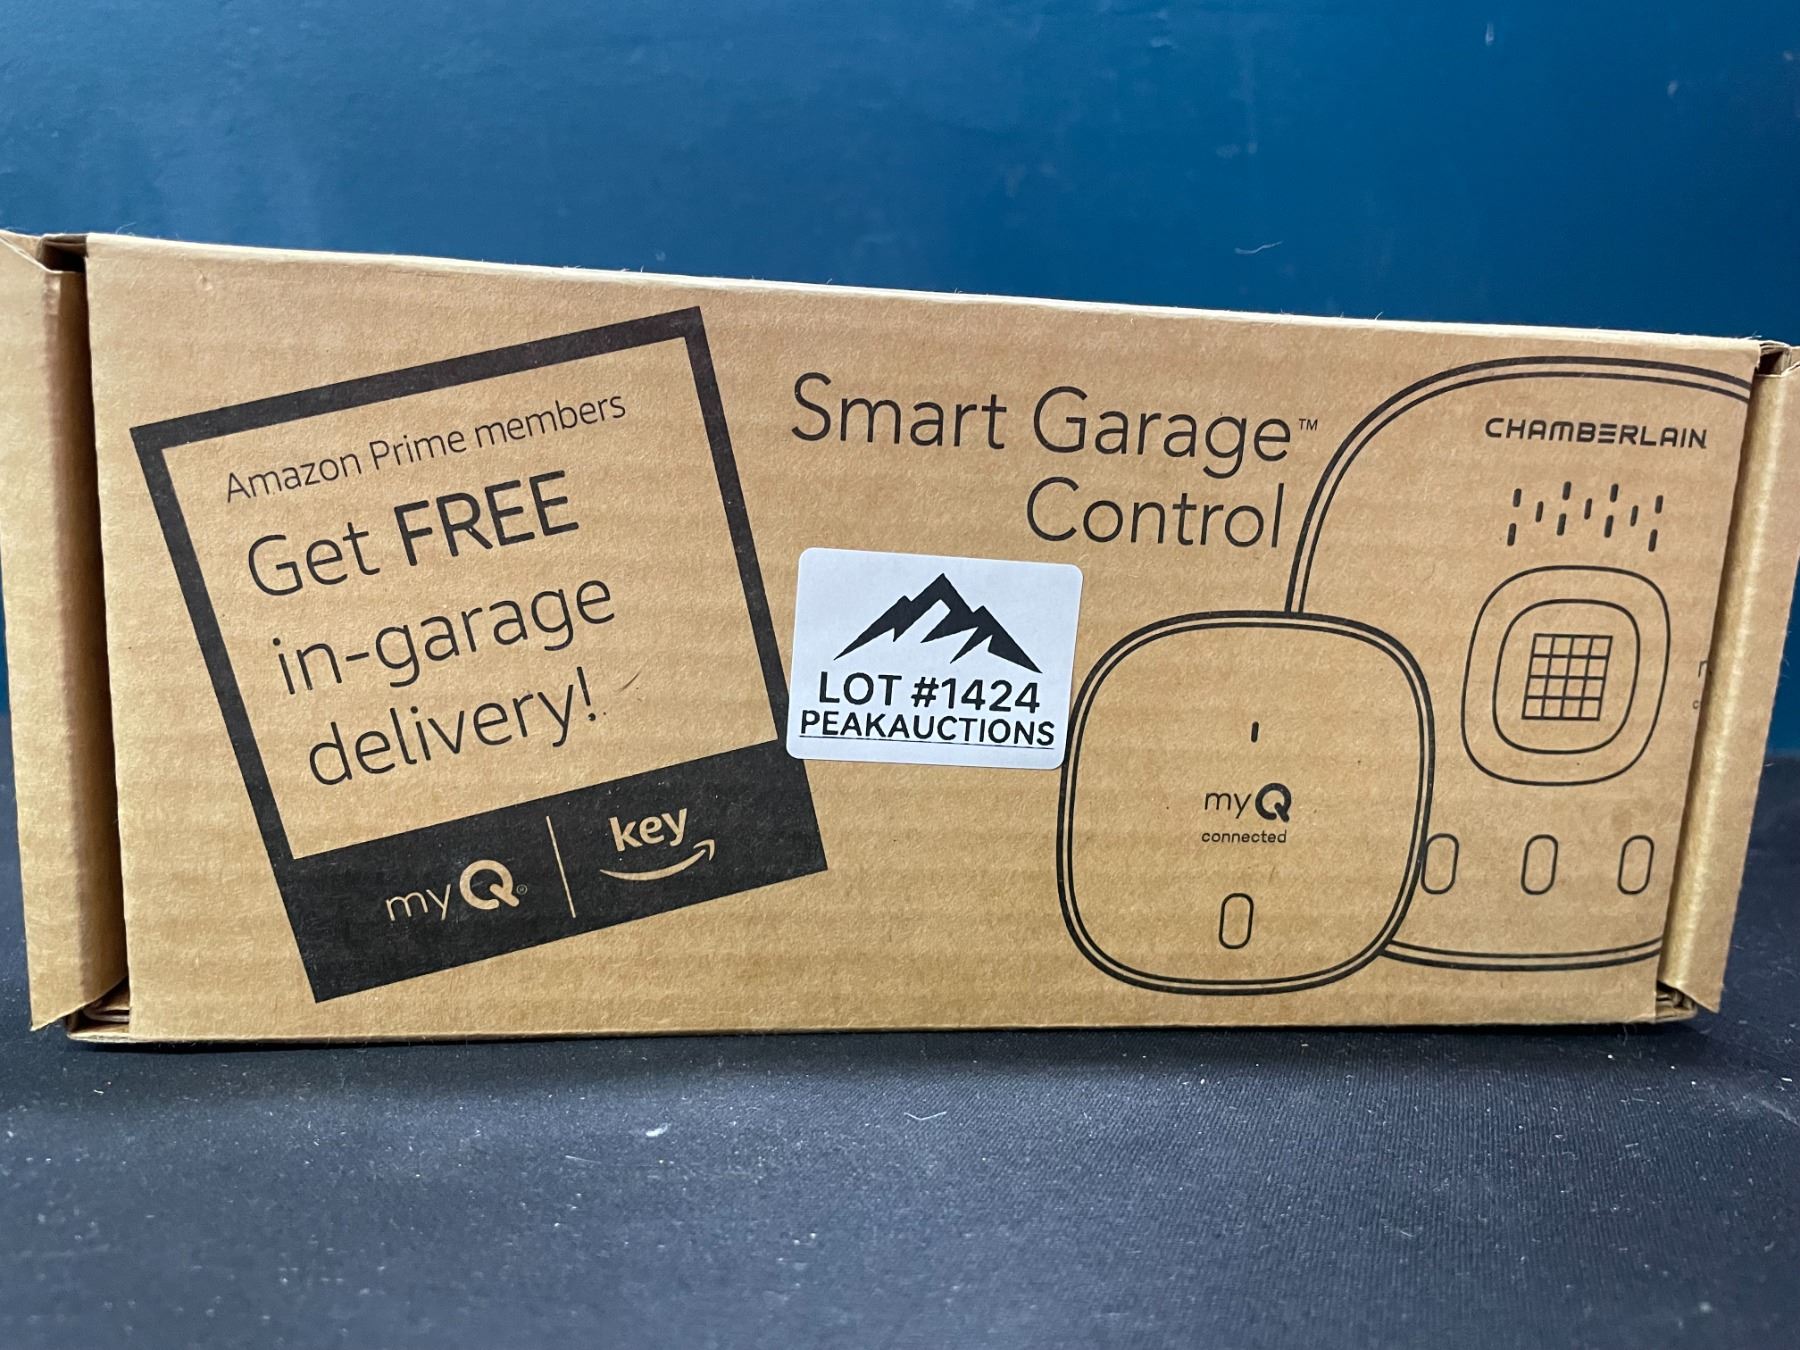 Amazon Prime members
Get FREE
in-garage
delivery!
myQ®
key
Smart Garage™
Control
LOT #1424
PEAKAUCTIONS
CHAMBERLAIN
myQ
connected